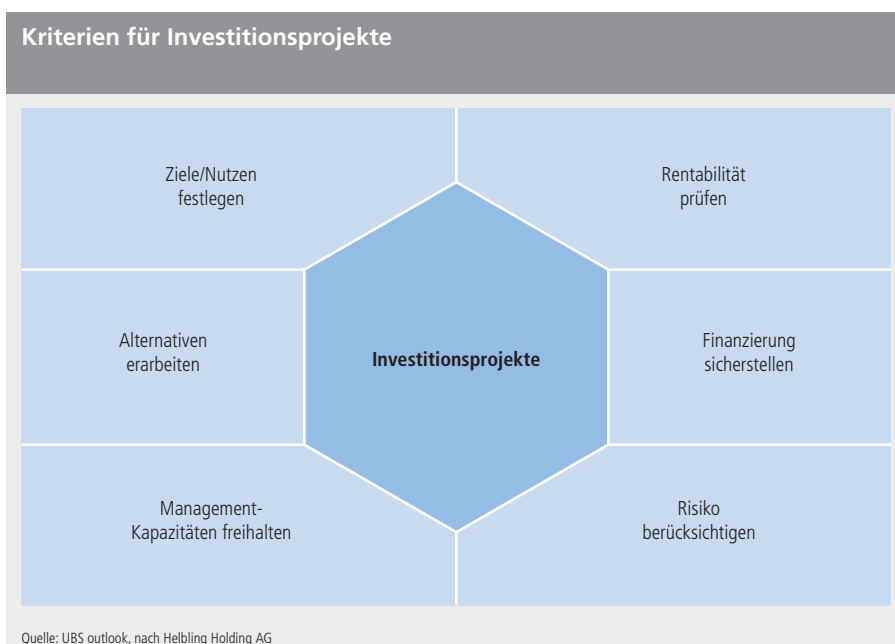 Kriterien für Investitionsprojekte
Ziele/Nutzen
festlegen
Rentabilität
prüfen
Alternativen
erarbeiten
Investitionsprojekte
Finanzierung
sicherstellen
Management-
Kapazitäten freihalten
Risiko
berücksichtigen
Quelle: UBS outlook, nach Helbling Holding AG